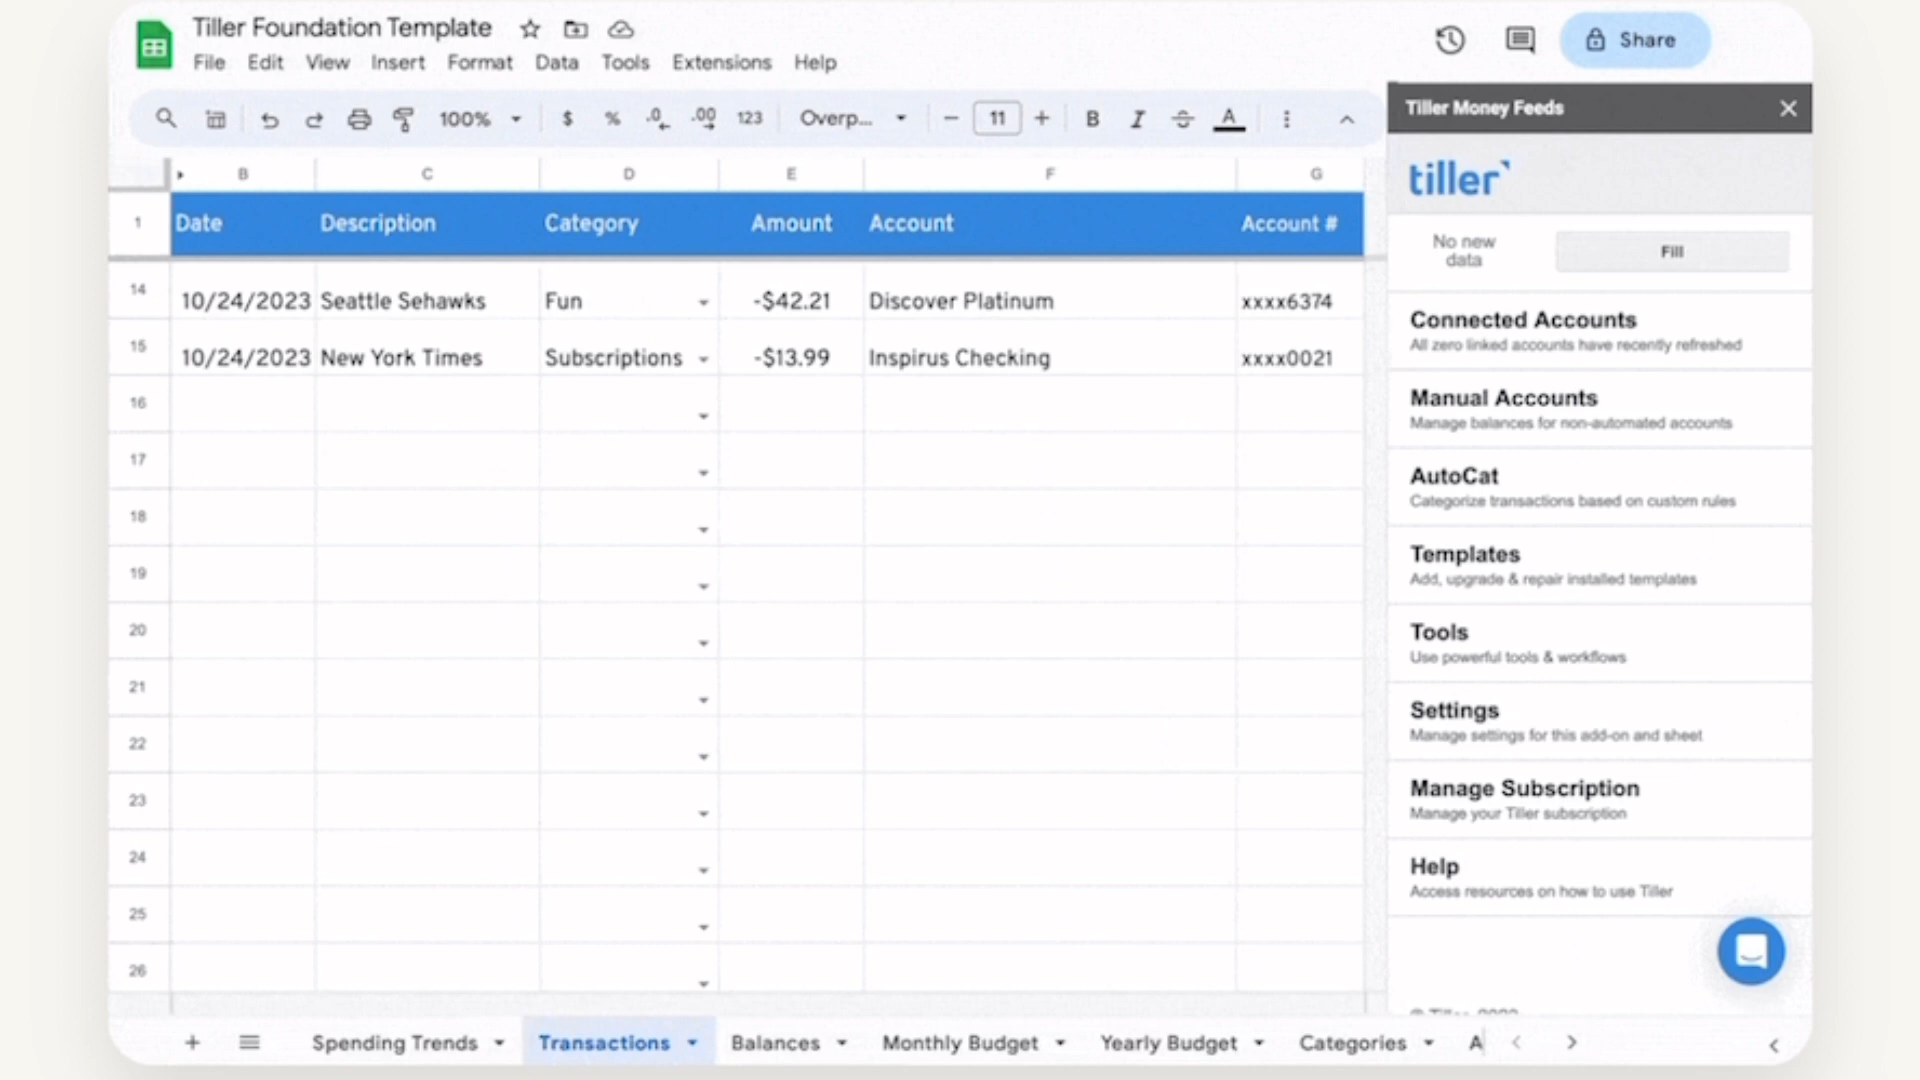 Tiller Foundation Template
File Edit View Insert Format Data Tools Extensions Help
Share
100% $ % .0 .00 123 Overp... 11 B I A
Tiller Money Feeds
tiller
No new
data
Fill
B C D E F G
1 Date Description Category Amount Account Account #
14 10/24/2023 Seattle Sehawks Fun -$42.21 Discover Platinum xxxx6374
15 10/24/2023 New York Times Subscriptions -$13.99 Inspirus Checking xxxx0021
16
17
18
19
20
21
22
23
24
25
26
Connected Accounts
All zero linked accounts have recently refreshed
Manual Accounts
Manage balances for non-automated accounts
AutoCat
Categorize transactions based on custom rules
Templates
Add, upgrade & repair installed templates
Tools
Use powerful tools & workflows
Settings
Manage settings for this add-on and sheet
Manage Subscription
Manage your Tiller subscription
Help
Access resources on how to use Tiller
Spending Trends Transactions Balances Monthly Budget Yearly Budget Categories A